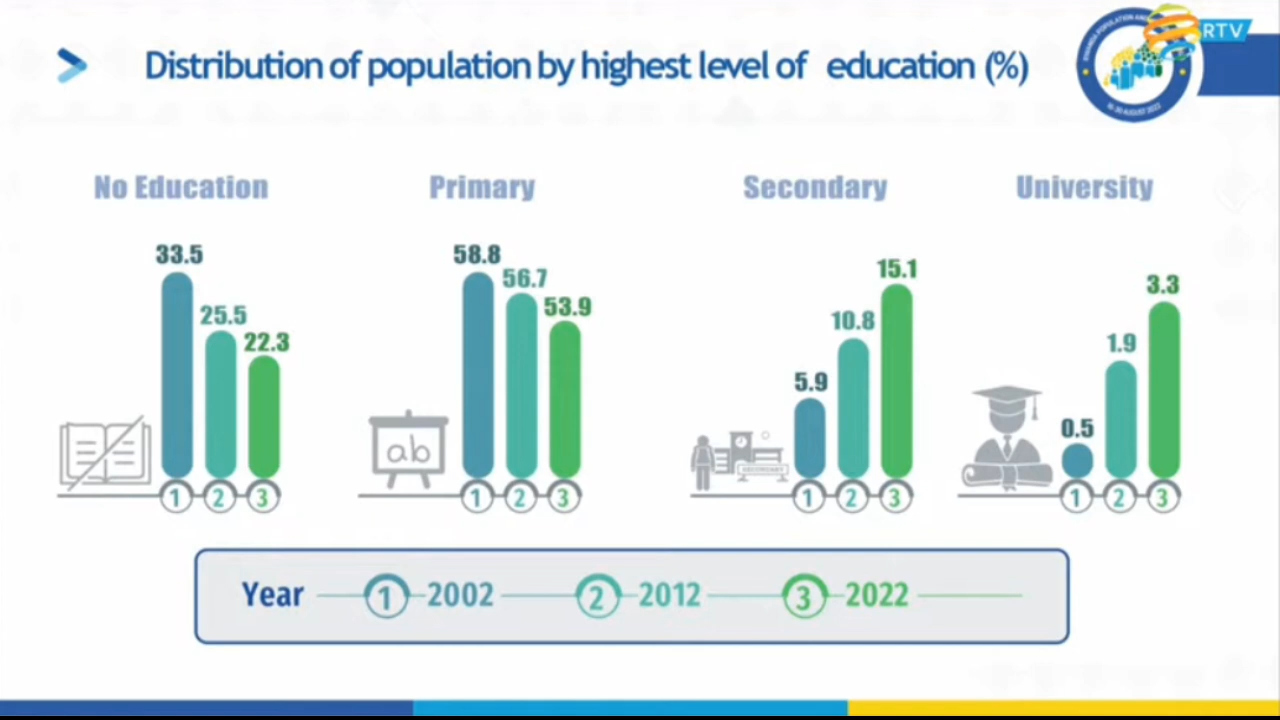 Distribution of population by highest level of education (%)
RTV
No Education
Primary
Secondary
University
33.5
25.5
22.3
58.8
56.7
53.9
5.9
10.8
15.1
0.5
1.9
3.3
ab
SECONDARY
1 2 3
1 2 3
1 2 3
1 2 3
Year 1 2002 2 2012 3 2022